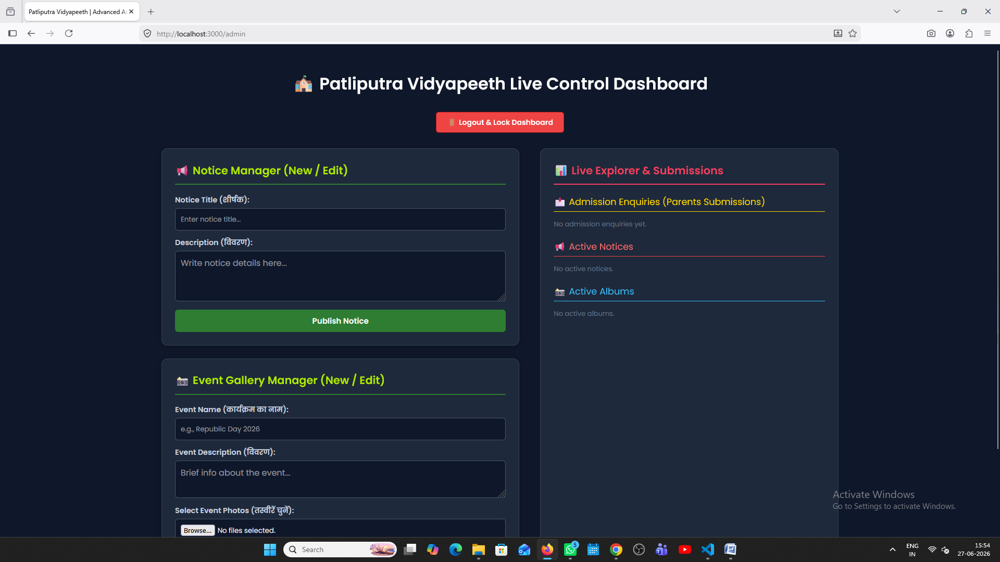 Patliputra Vidyapeeth | Advanced A
http://localhost:3000/admin
Patliputra Vidyapeeth Live Control Dashboard
Logout & Lock Dashboard
Notice Manager (New / Edit)
Notice Title (शीर्षक):
Enter notice title...
Description (विवरण):
Write notice details here...
Publish Notice
Event Gallery Manager (New / Edit)
Event Name (कार्यक्रम का नाम):
e.g., Republic Day 2026
Event Description (विवरण):
Brief info about the event...
Select Event Photos (तस्वीरें चुनें):
Browse... No files selected.
Live Explorer & Submissions
Admission Enquiries (Parents Submissions)
No admission enquiries yet.
Active Notices
No active notices.
Active Albums
No active albums.
Activate Windows
Go to Settings to activate Windows.
Search
5
ENG
IN
15:54
27-06-2026